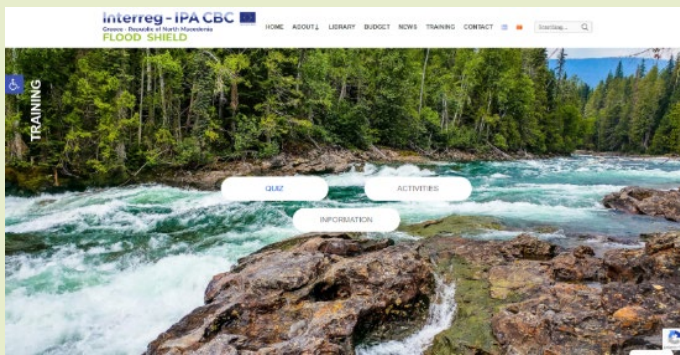 Interreg - IPA CBC
Greece - Republic of North Macedonia
FLOOD SHIELD
HOME ABOUT LIBRARY BUDGET NEWS TRAINING CONTACT
TRAINING
QUIZ
ACTIVITIES
INFORMATION